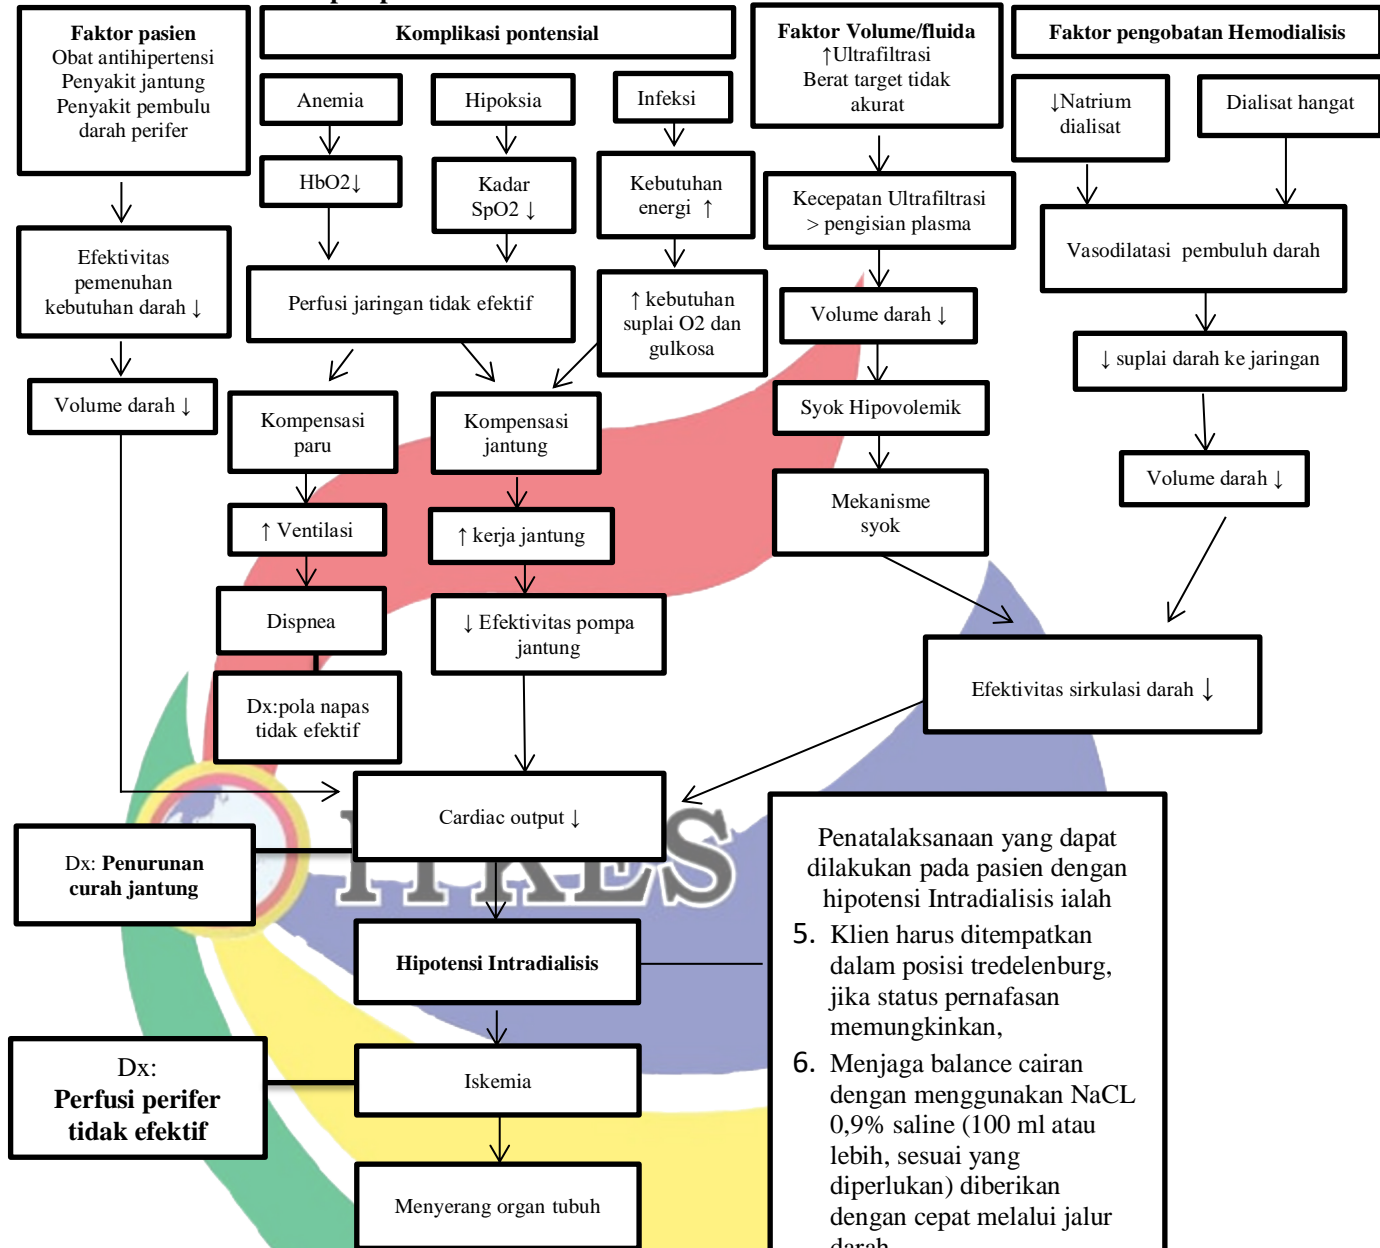 Faktor pasien
Obat antihipertensi
Penyakit jantung
Penyakit pembulu
darah perifer
Komplikasi pontensial
Faktor Volume/fluida
↑Ultrafiltrasi
Berat target tidak
akurat
Faktor pengobatan Hemodialisis
Anemia
Hipoksia
Infeksi
↓Natrium
dialisat
Dialisat hangat
HbO2↓
Kadar
SpO2 ↓
Kebutuhan
energi ↑
Kecepatan Ultrafiltrasi
> pengisian plasma
Vasodilatasi pembuluh darah
Efektivitas
pemenuhan
kebutuhan darah ↓
Perfusi jaringan tidak efektif
↑ kebutuhan
suplai O2 dan
gulkosa
Volume darah ↓
↓ suplai darah ke jaringan
Volume darah ↓
Kompensasi
paru
Kompensasi
jantung
Syok Hipovolemik
Volume darah ↓
↑ Ventilasi
↑ kerja jantung
Mekanisme
syok
Dispnea
↓ Efektivitas pompa
jantung
Efektivitas sirkulasi darah ↓
Dx:pola napas
tidak efektif
Cardiac output ↓
Dx: Penurunan
curah jantung
ITKES
Hipotensi Intradialisis
Penatalaksanaan yang dapat
dilakukan pada pasien dengan
hipotensi Intradialisis ialah
5. Klien harus ditempatkan
dalam posisi tredelenburg,
jika status pernafasan
memungkinkan,
6. Menjaga balance cairan
dengan menggunakan NaCL
0,9% saline (100 ml atau
lebih, sesuai yang
diperlukan) diberikan
dengan cepat melalui jalur
Dx:
Perfusi perifer
tidak efektif
Iskemia
Menyerang organ tubuh